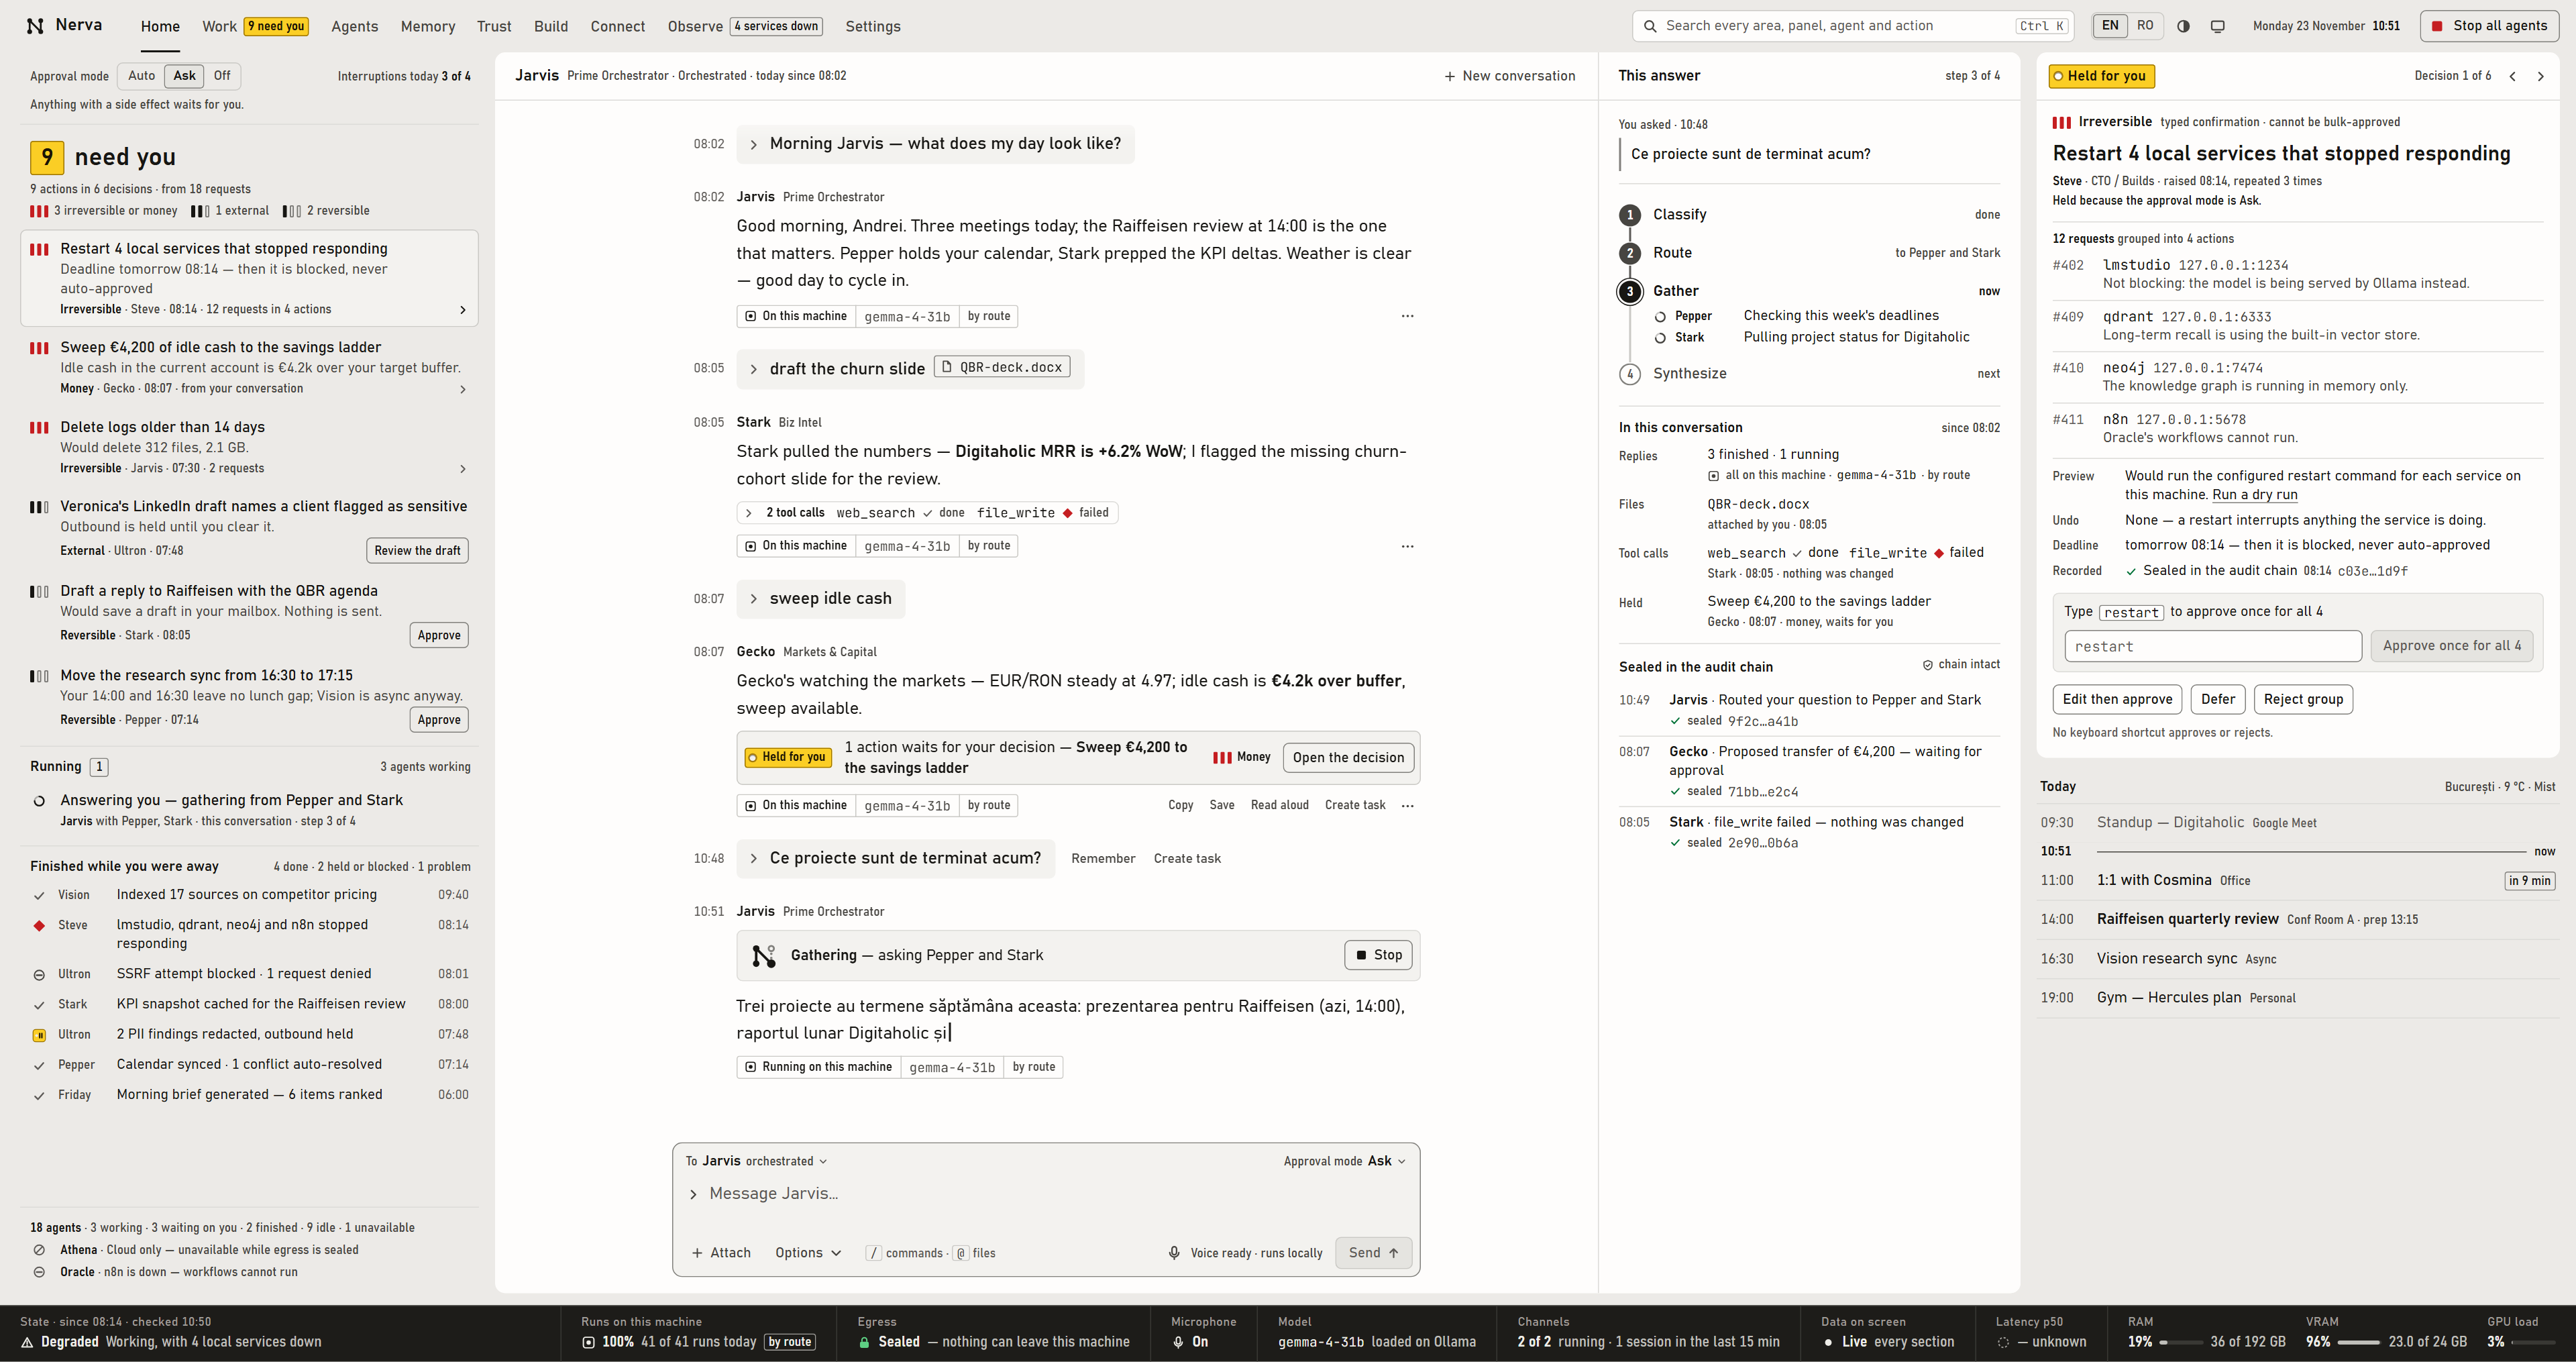 Nerva
Home Work 9 need you Agents Memory Trust Build Connect Observe 4 services down Settings
Search every area, panel, agent and action Ctrl K
EN RO
Monday 23 November 10:51
Stop all agents
Approval mode Auto Ask Off
Interruptions today 3 of 4
Anything with a side effect waits for you.
9 need you
9 actions in 6 decisions · from 18 requests
3 irreversible or money 1 external 2 reversible
Restart 4 local services that stopped responding
Deadline tomorrow 08:14 — then it is blocked, never
auto-approved
Irreversible · Steve · 08:14 · 12 requests in 4 actions
Sweep €4,200 of idle cash to the savings ladder
Idle cash in the current account is €4.2k over your target buffer.
Money · Gecko · 08:07 · from your conversation
Delete logs older than 14 days
Would delete 312 files, 2.1 GB.
Irreversible · Jarvis · 07:30 · 2 requests
Veronica's LinkedIn draft names a client flagged as sensitive
Outbound is held until you clear it.
External · Ultron · 07:48 Review the draft
Draft a reply to Raiffeisen with the QBR agenda
Would save a draft in your mailbox. Nothing is sent.
Reversible · Stark · 08:05 Approve
Move the research sync from 16:30 to 17:15
Your 14:00 and 16:30 leave no lunch gap; Vision is async anyway.
Reversible · Pepper · 07:14 Approve
Running 1 3 agents working
Answering you — gathering from Pepper and Stark
Jarvis with Pepper, Stark · this conversation · step 3 of 4
Finished while you were away 4 done · 2 held or blocked · 1 problem
Vision Indexed 17 sources on competitor pricing 09:40
Steve lmstudio, qdrant, neo4j and n8n stopped 08:14
responding
Ultron SSRF attempt blocked · 1 request denied 08:01
Stark KPI snapshot cached for the Raiffeisen review 08:00
Ultron 2 PII findings redacted, outbound held 07:48
Pepper Calendar synced · 1 conflict auto-resolved 07:14
Friday Morning brief generated — 6 items ranked 06:00
18 agents · 3 working · 3 waiting on you · 2 finished · 9 idle · 1 unavailable
Athena · Cloud only — unavailable while egress is sealed
Oracle · n8n is down — workflows cannot run
Jarvis Prime Orchestrator · Orchestrated · today since 08:02
+ New conversation
08:02 Morning Jarvis — what does my day look like?
08:02 Jarvis Prime Orchestrator
Good morning, Andrei. Three meetings today; the Raiffeisen review at 14:00 is the one
that matters. Pepper holds your calendar, Stark prepped the KPI deltas. Weather is clear
— good day to cycle in.
On this machine gemma-4-31b by route
08:05 draft the churn slide QBR-deck.docx
08:05 Stark Biz Intel
Stark pulled the numbers — Digitaholic MRR is +6.2% WoW; I flagged the missing churn-
cohort slide for the review.
2 tool calls web_search done file_write failed
On this machine gemma-4-31b by route
08:07 sweep idle cash
08:07 Gecko Markets & Capital
Gecko's watching the markets — EUR/RON steady at 4.97; idle cash is €4.2k over buffer,
sweep available.
Held for you 1 action waits for your decision — Sweep €4,200 to
the savings ladder
Money Open the decision
On this machine gemma-4-31b by route Copy Save Read aloud Create task
10:48 Ce proiecte sunt de terminat acum? Remember Create task
10:51 Jarvis Prime Orchestrator
Gathering — asking Pepper and Stark Stop
Trei proiecte au termene săptămâna aceasta: prezentarea pentru Raiffeisen (azi, 14:00),
raportul lunar Digitaholic și
Running on this machine gemma-4-31b by route
To Jarvis orchestrated Approval mode Ask
Message Jarvis…
+ Attach Options / commands · @ files Voice ready · runs locally Send
This answer step 3 of 4
You asked · 10:48
Ce proiecte sunt de terminat acum?
1 Classify done
2 Route to Pepper and Stark
3 Gather now
Pepper Checking this week's deadlines
Stark Pulling project status for Digitaholic
4 Synthesize next
In this conversation since 08:02
Replies 3 finished · 1 running
all on this machine · gemma-4-31b · by route
Files QBR-deck.docx
attached by you · 08:05
Tool calls web_search done file_write failed
Stark · 08:05 · nothing was changed
Held Sweep €4,200 to the savings ladder
Gecko · 08:07 · money, waits for you
Sealed in the audit chain chain intact
10:49 Jarvis · Routed your question to Pepper and Stark
sealed 9f2c…a41b
08:07 Gecko · Proposed transfer of €4,200 — waiting for
approval
sealed 71bb…e2c4
08:05 Stark · file_write failed — nothing was changed
sealed 2e90…0b6a
Held for you Decision 1 of 6
Irreversible typed confirmation · cannot be bulk-approved
Restart 4 local services that stopped responding
Steve · CTO / Builds · raised 08:14, repeated 3 times
Held because the approval mode is Ask.
12 requests grouped into 4 actions
#402 lmstudio 127.0.0.1:1234
Not blocking: the model is being served by Ollama instead.
#409 qdrant 127.0.0.1:6333
Long-term recall is using the built-in vector store.
#410 neo4j 127.0.0.1:7474
The knowledge graph is running in memory only.
#411 n8n 127.0.0.1:5678
Oracle's workflows cannot run.
Preview Would run the configured restart command for each service on
this machine. Run a dry run
Undo None — a restart interrupts anything the service is doing.
Deadline tomorrow 08:14 — then it is blocked, never auto-approved
Recorded Sealed in the audit chain 08:14 c03e…1d9f
Type restart to approve once for all 4
restart Approve once for all 4
Edit then approve Defer Reject group
No keyboard shortcut approves or rejects.
Today București · 9 °C · Mist
09:30 Standup — Digitaholic Google Meet
10:51 now
11:00 1:1 with Cosmina Office in 9 min
14:00 Raiffeisen quarterly review Conf Room A · prep 13:15
16:30 Vision research sync Async
19:00 Gym — Hercules plan Personal
State · since 08:14 · checked 10:50
Degraded Working, with 4 local services down
Runs on this machine
100% 41 of 41 runs today by route
Egress
Sealed — nothing can leave this machine
Microphone
On
Model
gemma-4-31b loaded on Ollama
Channels
2 of 2 running · 1 session in the last 15 min
Data on screen
Live every section
Latency p50
— unknown
RAM
19% 36 of 192 GB
VRAM
96% 23.0 of 24 GB
GPU load
3%